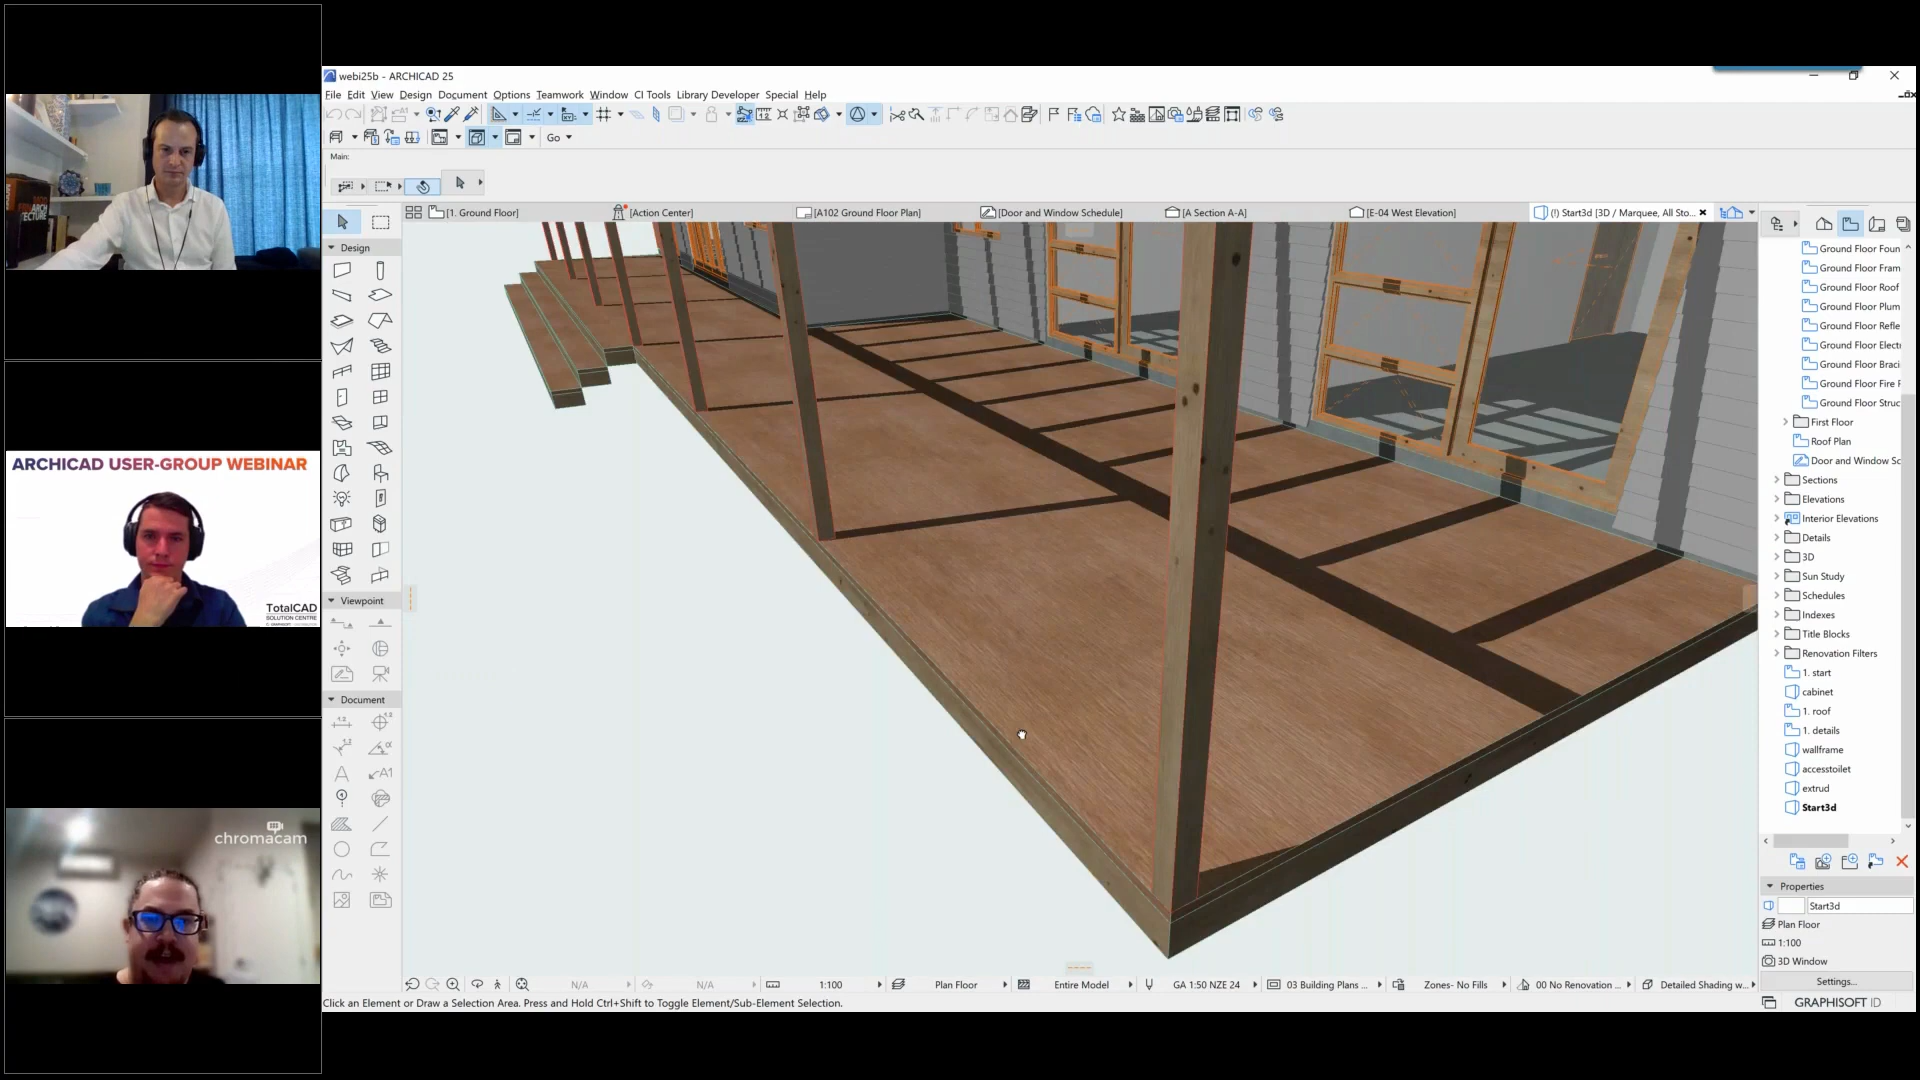 ARCHICAD USER-GROUP WEBINAR
TotalCAD
SOLUTION CENTRE
chromacam
webi25b - ARCHICAD 25
File Edit View Design Document Options Teamwork Window CI Tools Library Developer Special Help
Go
Main:
[1. Ground Floor] [Action Center] [A102 Ground Floor Plan] [Door and Window Schedule] [A Section A-A] [E-04 West Elevation] (!) Start3d [3D / Marquee, All Sto...
Design
Viewpoint
Document
Ground Floor Foun
Ground Floor Fram
Ground Floor Roof
Ground Floor Plum
Ground Floor Refle
Ground Floor Elect
Ground Floor Braci
Ground Floor Fire F
Ground Floor Struc
First Floor
Roof Plan
Door and Window Sc
Sections
Elevations
Interior Elevations
Details
3D
Sun Study
Schedules
Indexes
Title Blocks
Renovation Filters
1. start
cabinet
1. roof
1. details
wallframe
accesstoilet
extrud
Start3d
Properties
Start3d
Plan Floor
1:100
3D Window
Settings...
GRAPHISOFT ID
N/A N/A 1:100 Plan Floor Entire Model GA 1:50 NZE 24 03 Building Plans ... Zones- No Fills 00 No Renovation ... Detailed Shading w...
Click an Element or Draw a Selection Area. Press and Hold Ctrl+Shift to Toggle Element/Sub-Element Selection.